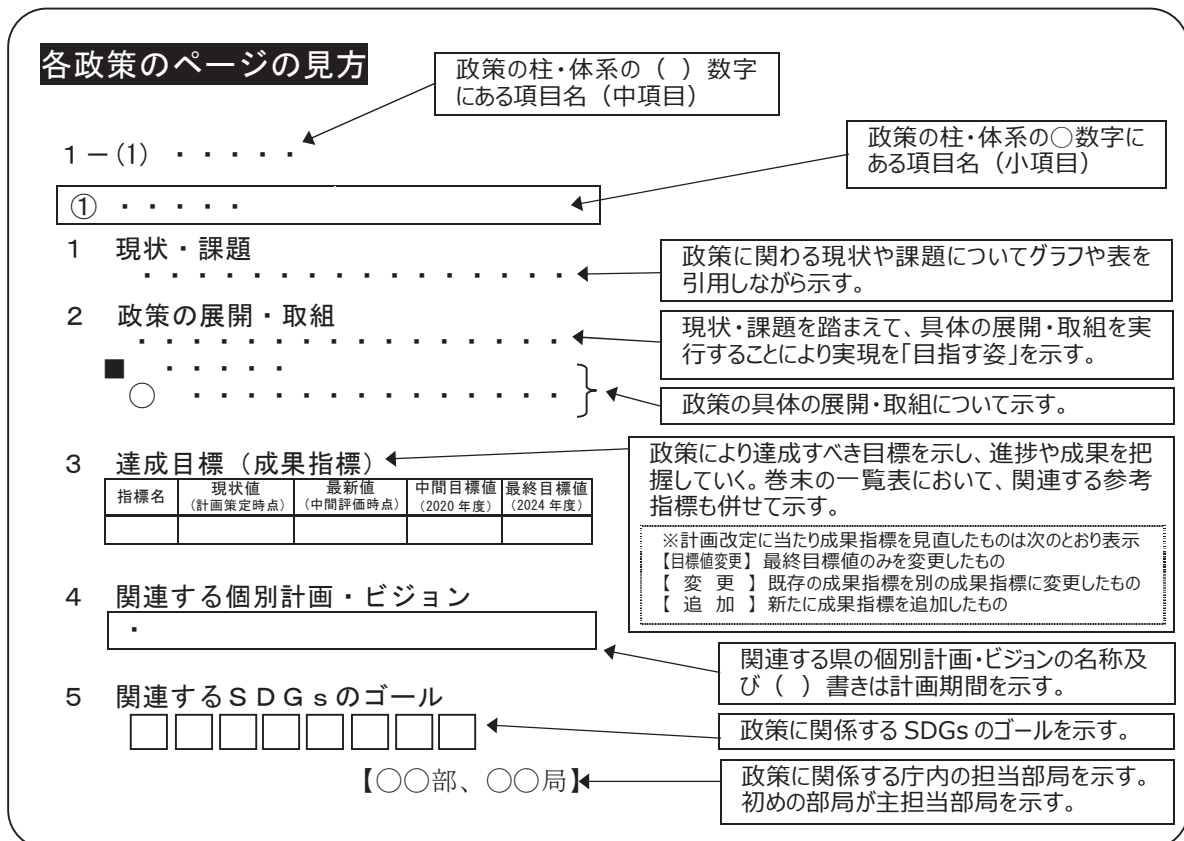 各政策のページの見方
政策の柱・体系の（ ）数字
にある項目名（中項目）
１－(1) ・・・・・
政策の柱・体系の○数字に
ある項目名（小項目）
① ・・・・・
１ 現状・課題
・・・・・・・・・・・・・・・・
政策に関わる現状や課題についてグラフや表を
引用しながら示す。
２ 政策の展開・取組
・・・・・・・・・・・・・・・・
現状・課題を踏まえて、具体の展開・取組を実
行することにより実現を「目指す姿」を示す。
■ ・・・・・
○ ・・・・・・・・・・・・・・
政策の具体の展開・取組について示す。
３ 達成目標（成果指標）
指標名 現状値 最新値 中間目標値 最終目標値
（計画策定時点） （中間評価時点） （2020 年度） （2024 年度）
政策により達成すべき目標を示し、進捗や成果を把
握していく。巻末の一覧表において、関連する参考
指標も併せて示す。
※計画改定に当たり成果指標を見直したものは次のとおり表示
【目標値変更】最終目標値のみを変更したもの
【 変 更 】既存の成果指標を別の成果指標に変更したもの
【 追 加 】新たに成果指標を追加したもの
４ 関連する個別計画・ビジョン
・
関連する県の個別計画・ビジョンの名称及
び（ ）書きは計画期間を示す。
５ 関連するＳＤＧｓのゴール
□□□□□□□□
政策に関係する SDGs のゴールを示す。
【○○部、○○局】
政策に関係する庁内の担当部局を示す。
初めの部局が主担当部局を示す。